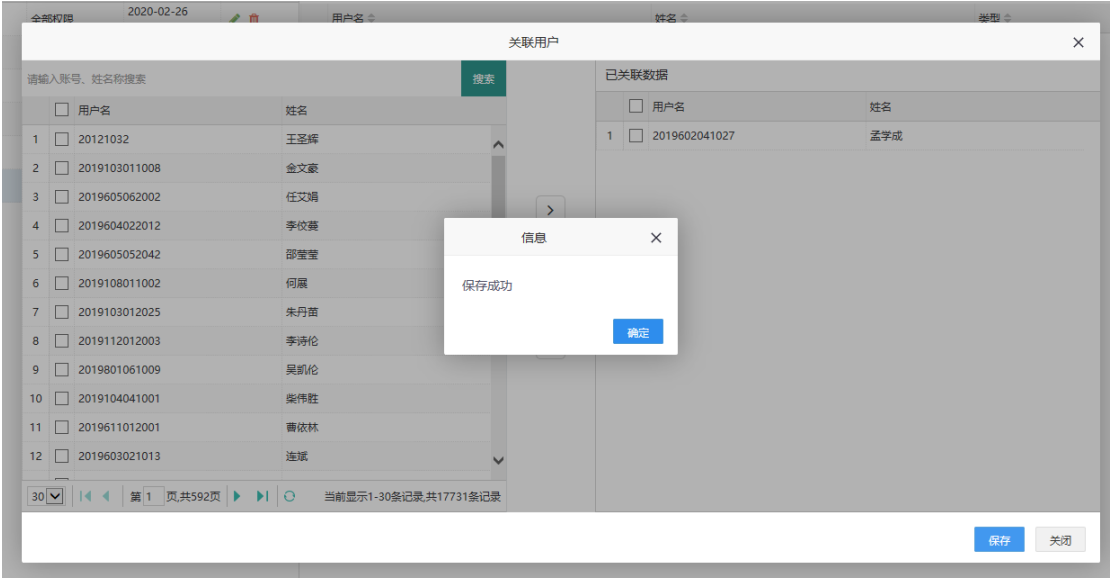 2020-02-26
全部权限 用户名 姓名 类型
关联用户
请输入账号、姓名称搜索 搜索 已关联数据
用户名 姓名 用户名 姓名
1 20121032 王圣辉 1 2019602041027 孟学成
2 2019103011008 金文豪
3 2019605062002 任艾娟
4 2019604022012 李佼龚
5 2019605052042 邵莹莹
6 2019108011002 何展
7 2019103012025 朱丹苗
8 2019112012003 李诗伦
9 2019801061009 吴凯伦
10 2019104041001 柴伟胜
11 2019611012001 曹依林
12 2019603021013 连斌
信息
保存成功
确定
30 第 1 页,共592页 当前显示1-30条记录,共17731条记录
保存 关闭